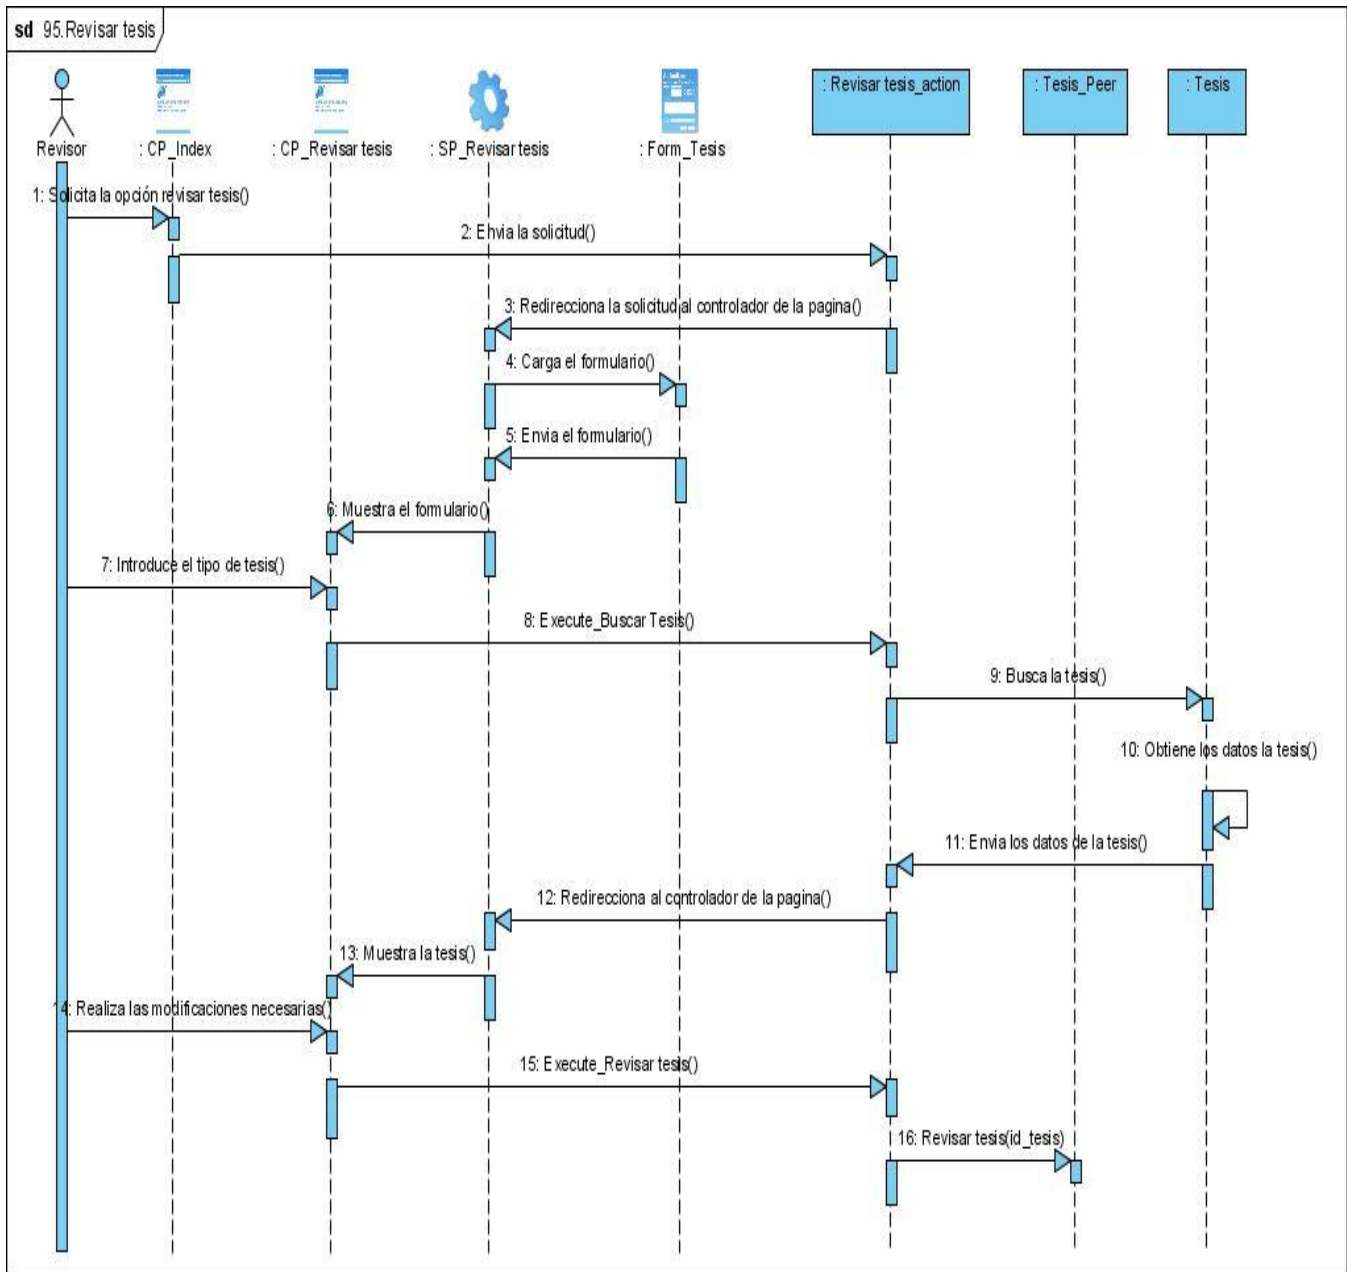 sd 95.Revisar tesis
: Revisar tesis_action
: Tesis_Peer
: Tesis
Revisor
: CP_Index
: CP_Revisar tesis
: SP_Revisar tesis
: Form_Tesis
1: Solicita la opción revisar tesis()
2: Envia la solicitud()
3: Redirecciona la solicitud al controlador de la pagina()
4: Carga el formulario()
5: Envia el formulario()
6: Muestra el formulario()
7: Introduce el tipo de tesis()
8: Execute_Buscar Tesis()
9: Busca la tesis()
10: Obtiene los datos la tesis()
11: Envia los datos de la tesis()
12: Redirecciona al controlador de la pagina()
13: Muestra la tesis()
14: Realiza las modificaciones necesarias()
15: Execute_Revisar tesis()
16: Revisar tesis(id_tesis)